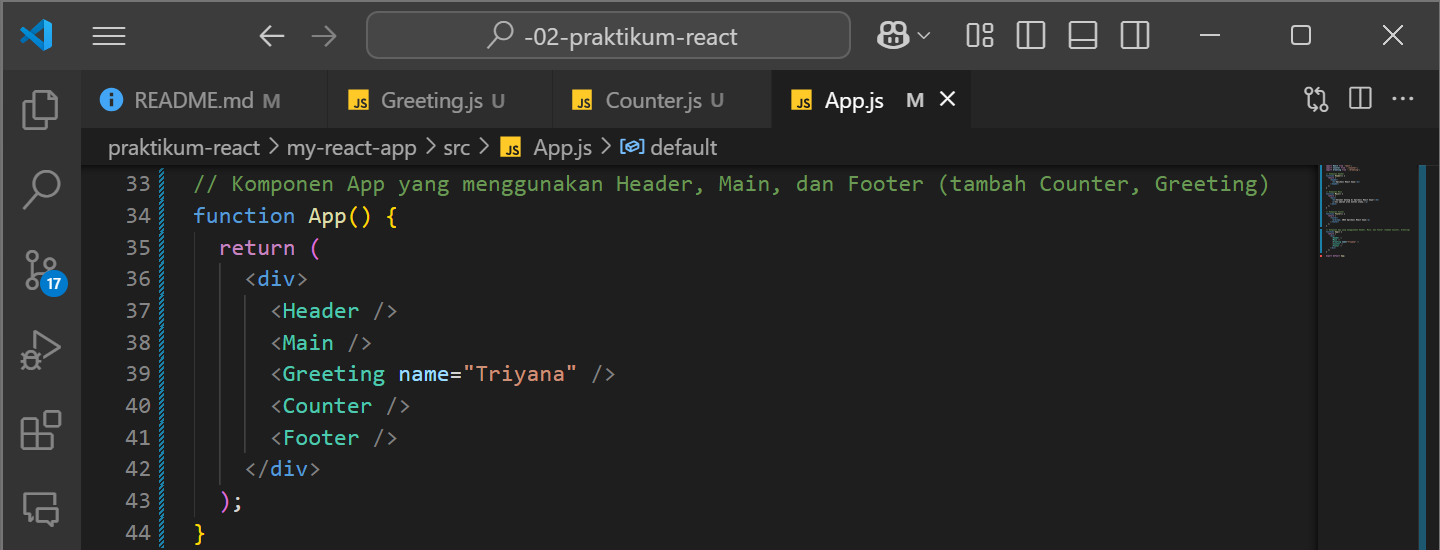 -02-praktikum-react
README.md M
Greeting.js U
Counter.js U
JS App.js M
praktikum-react > my-react-app > src > JS App.js > default
33 // Komponen App yang menggunakan Header, Main, dan Footer (tambah Counter, Greeting)
34 function App() {
35 return (
36 <div>
37 <Header />
38 <Main />
39 <Greeting name="Triyana" />
40 <Counter />
41 <Footer />
42 </div>
43 );
44 }
17